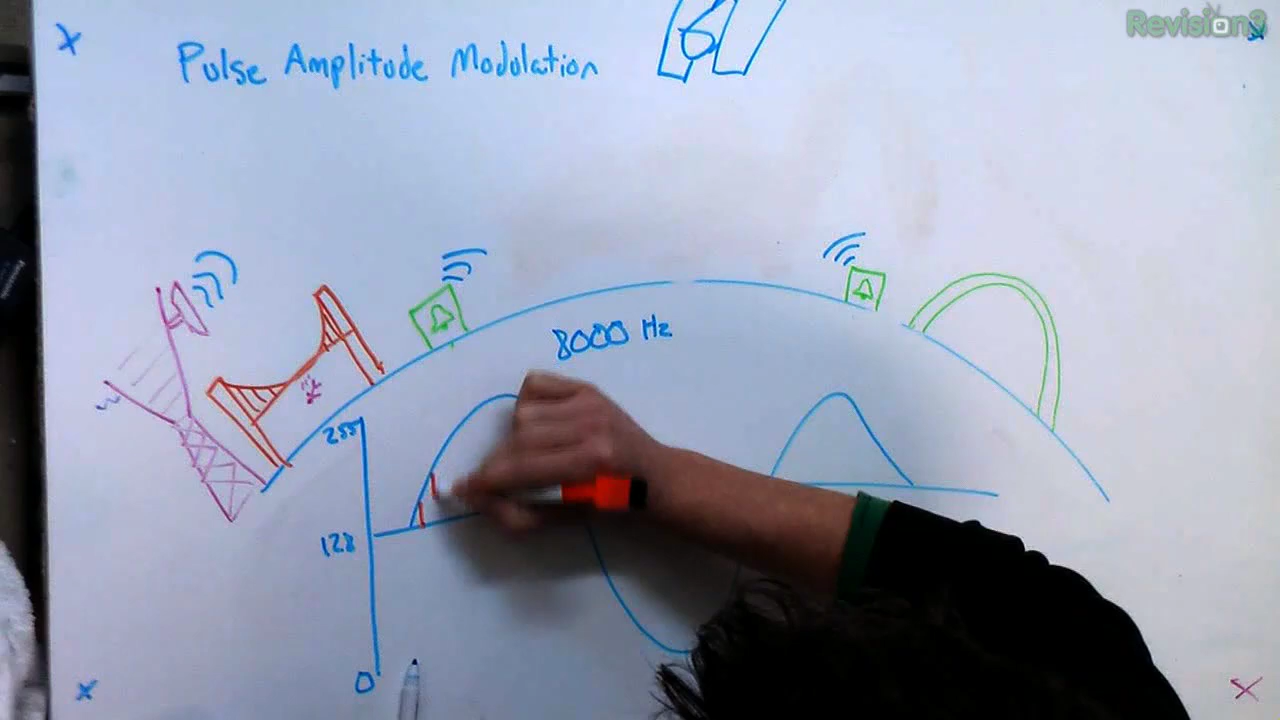 Revision3
Pulse Amplitude Modulation
8000 Hz
255
128
0